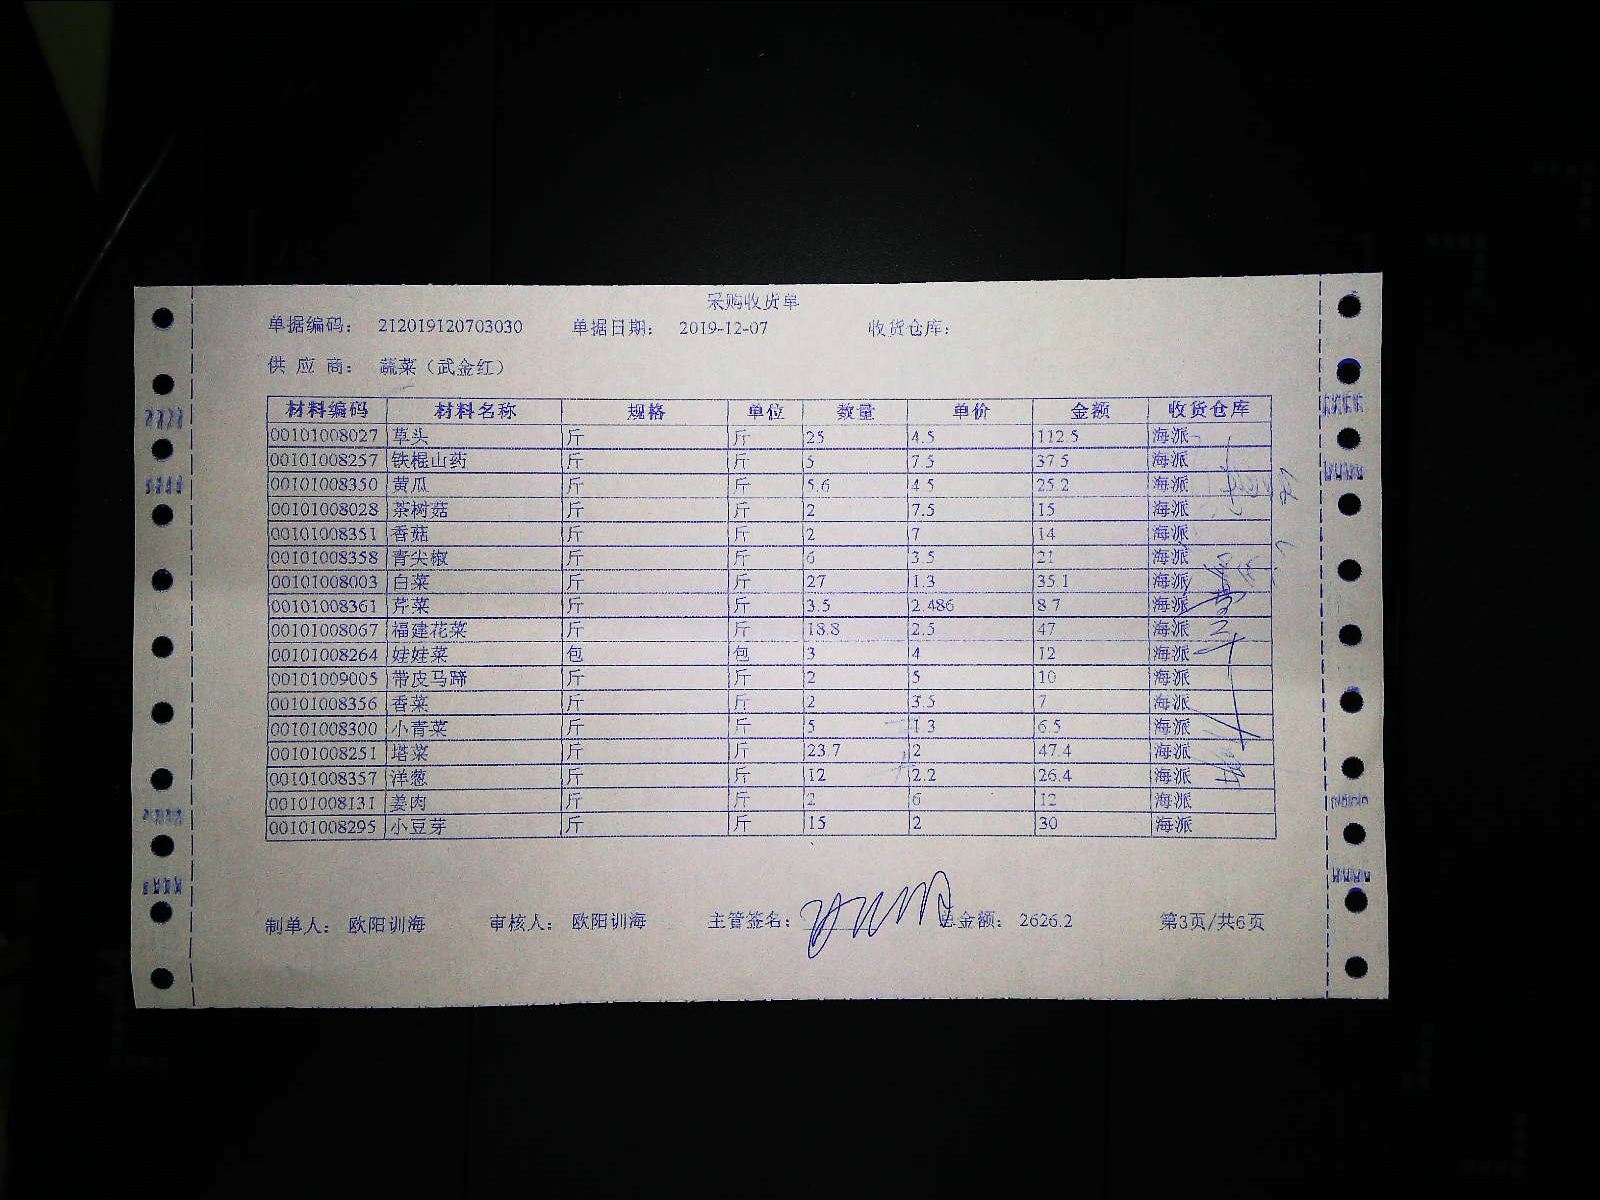 采购收货单
单据编码： 212019120703030 单据日期： 2019-12-07 收货仓库：
供 应 商： 蔬菜（武金红）
材料编码 材料名称 规格 单位 数量 单价 金额 收货仓库
00101008027 草头 斤 斤 25 4.5 112.5 海派
00101008257 铁棍山药 斤 斤 5 7.5 37.5 海派
00101008350 黄瓜 斤 斤 5.6 4.5 25.2 海派
00101008028 茶树菇 斤 斤 2 7.5 15 海派
00101008351 香菇 斤 斤 2 7 14 海派
00101008358 青尖椒 斤 斤 6 3.5 21 海派
00101008003 白菜 斤 斤 27 1.3 35.1 海派
00101008361 芹菜 斤 斤 3.5 2.486 8.7 海派
00101008067 福建花菜 斤 斤 18.8 2.5 47 海派
00101008264 娃娃菜 包 包 3 4 12 海派
00101009005 带皮马蹄 斤 斤 2 5 10 海派
00101008356 香菜 斤 斤 2 3.5 7 海派
00101008300 小青菜 斤 斤 5 1.3 6.5 海派
00101008251 塔菜 斤 斤 23.7 2 47.4 海派
00101008357 洋葱 斤 斤 12 2.2 26.4 海派
00101008131 姜肉 斤 斤 2 6 12 海派
00101008295 小豆芽 斤 斤 15 2 30 海派
制单人： 欧阳训海 审核人： 欧阳训海 主管签名： 总金额： 2626.2 第3页/共6页